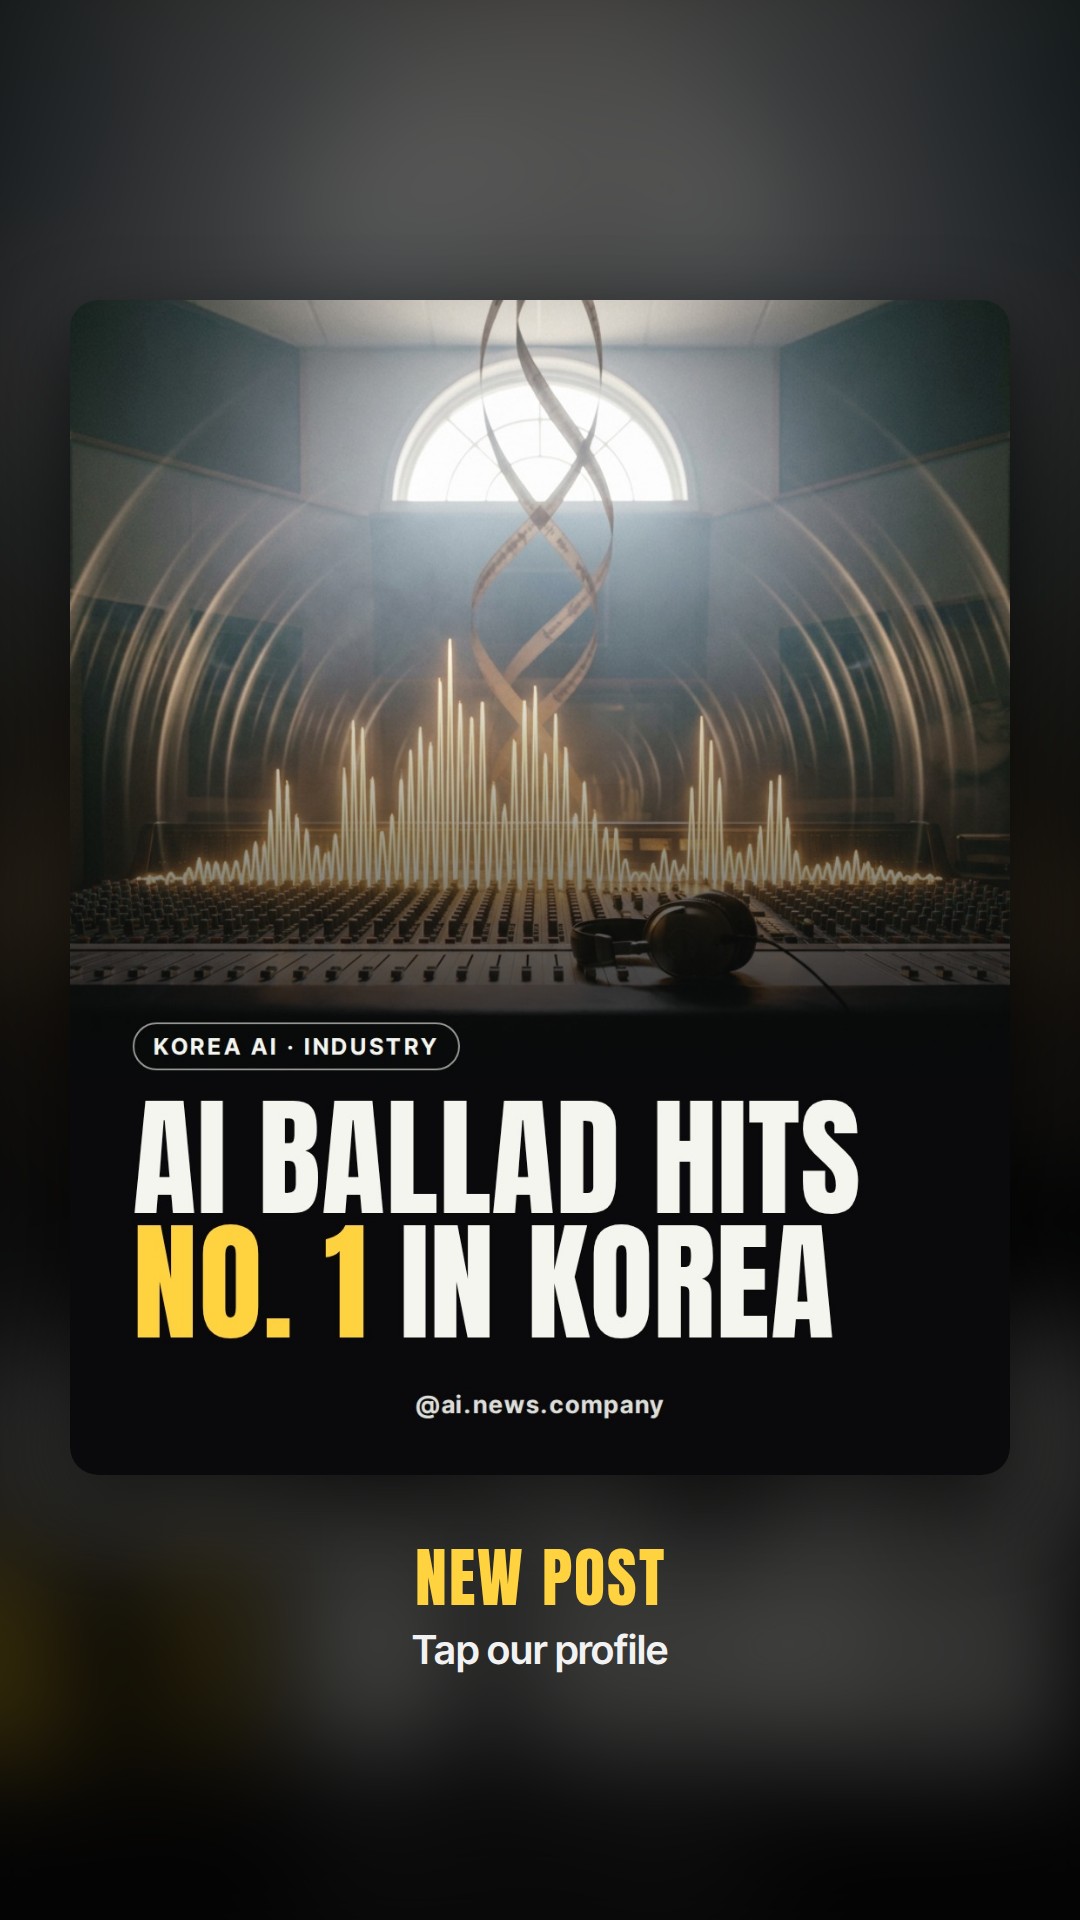 KOREA AI · INDUSTRY
AI BALLAD HITS
NO. 1 IN KOREA
@ai.news.company
NEW POST
Tap our profile